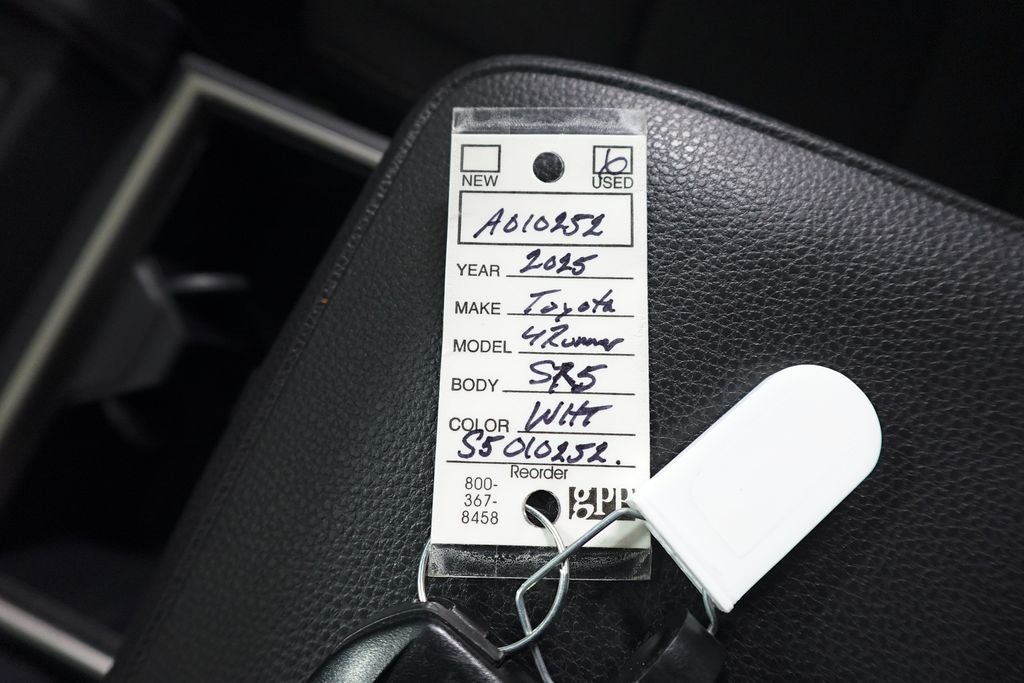 6
NEW USED
A010252
YEAR 2025
MAKE Toyota
MODEL 4Runner
BODY SR5
COLOR WHT
S5010252.
Reorder
800-
367-
8458
gPP